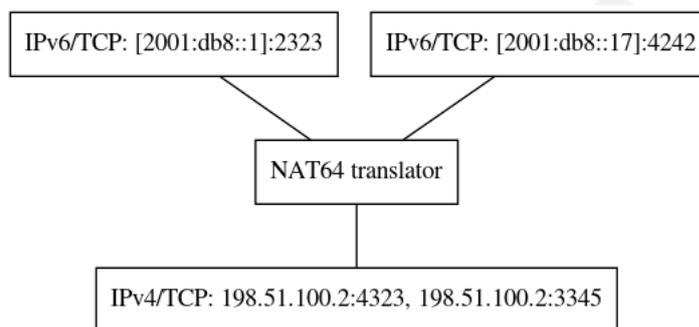 IPv6/TCP: [2001:db8::1]:2323
IPv6/TCP: [2001:db8::17]:4242
NAT64 translator
IPv4/TCP: 198.51.100.2:4323, 198.51.100.2:3345